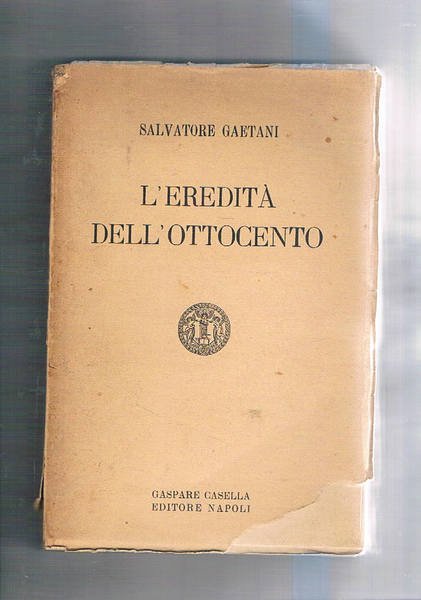 SALVATORE GAETANI
L'EREDITÀ
DELL'OTTOCENTO
GASPARE CASELLA
EDITORE NAPOLI